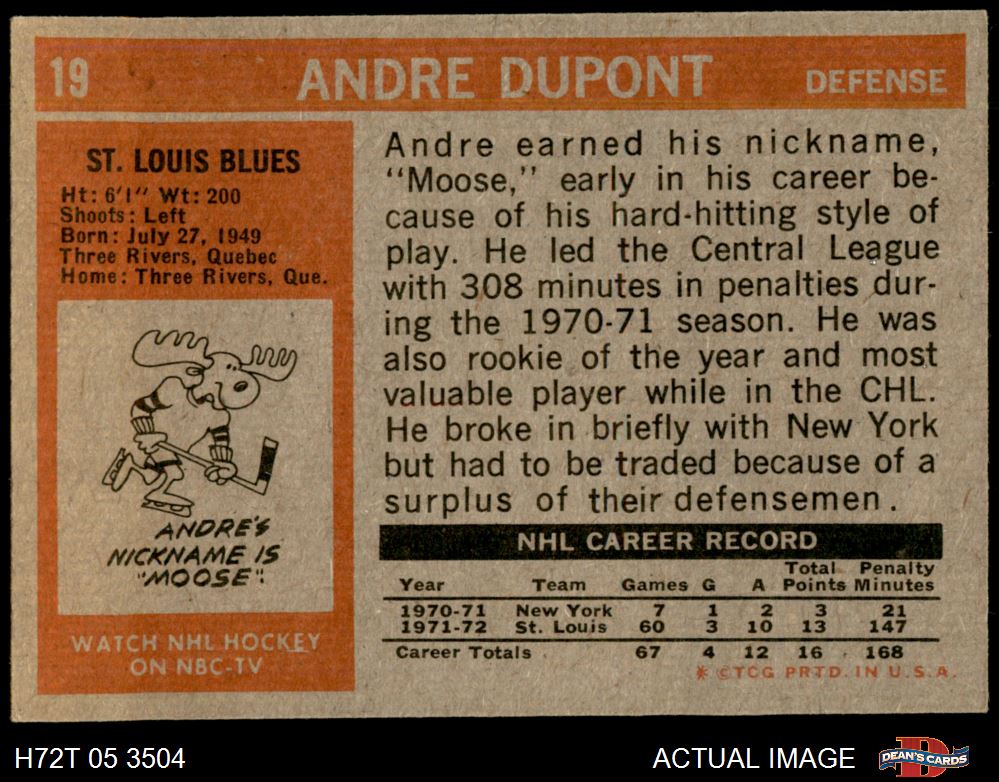 19 ANDRE DUPONT DEFENSE
ST. LOUIS BLUES
Ht: 6'1" Wt: 200
Shoots: Left
Born: July 27, 1949
Three Rivers, Quebec
Home: Three Rivers, Que.
ANDRE'S
NICKNAME IS
"MOOSE".
WATCH NHL HOCKEY
ON NBC-TV
Andre earned his nickname,
"Moose," early in his career be-
cause of his hard-hitting style of
play. He led the Central League
with 308 minutes in penalties dur-
ing the 1970-71 season. He was
also rookie of the year and most
valuable player while in the CHL.
He broke in briefly with New York
but had to be traded because of a
surplus of their defensemen.
NHL CAREER RECORD
Total Penalty
Year Team Games G A Points Minutes
1970-71 New York 7 1 2 3 21
1971-72 St. Louis 60 3 10 13 147
Career Totals 67 4 12 16 168
* © TCG PRTD. IN U.S.A.
H72T 05 3504 ACTUAL IMAGE DEAN'S CARDS